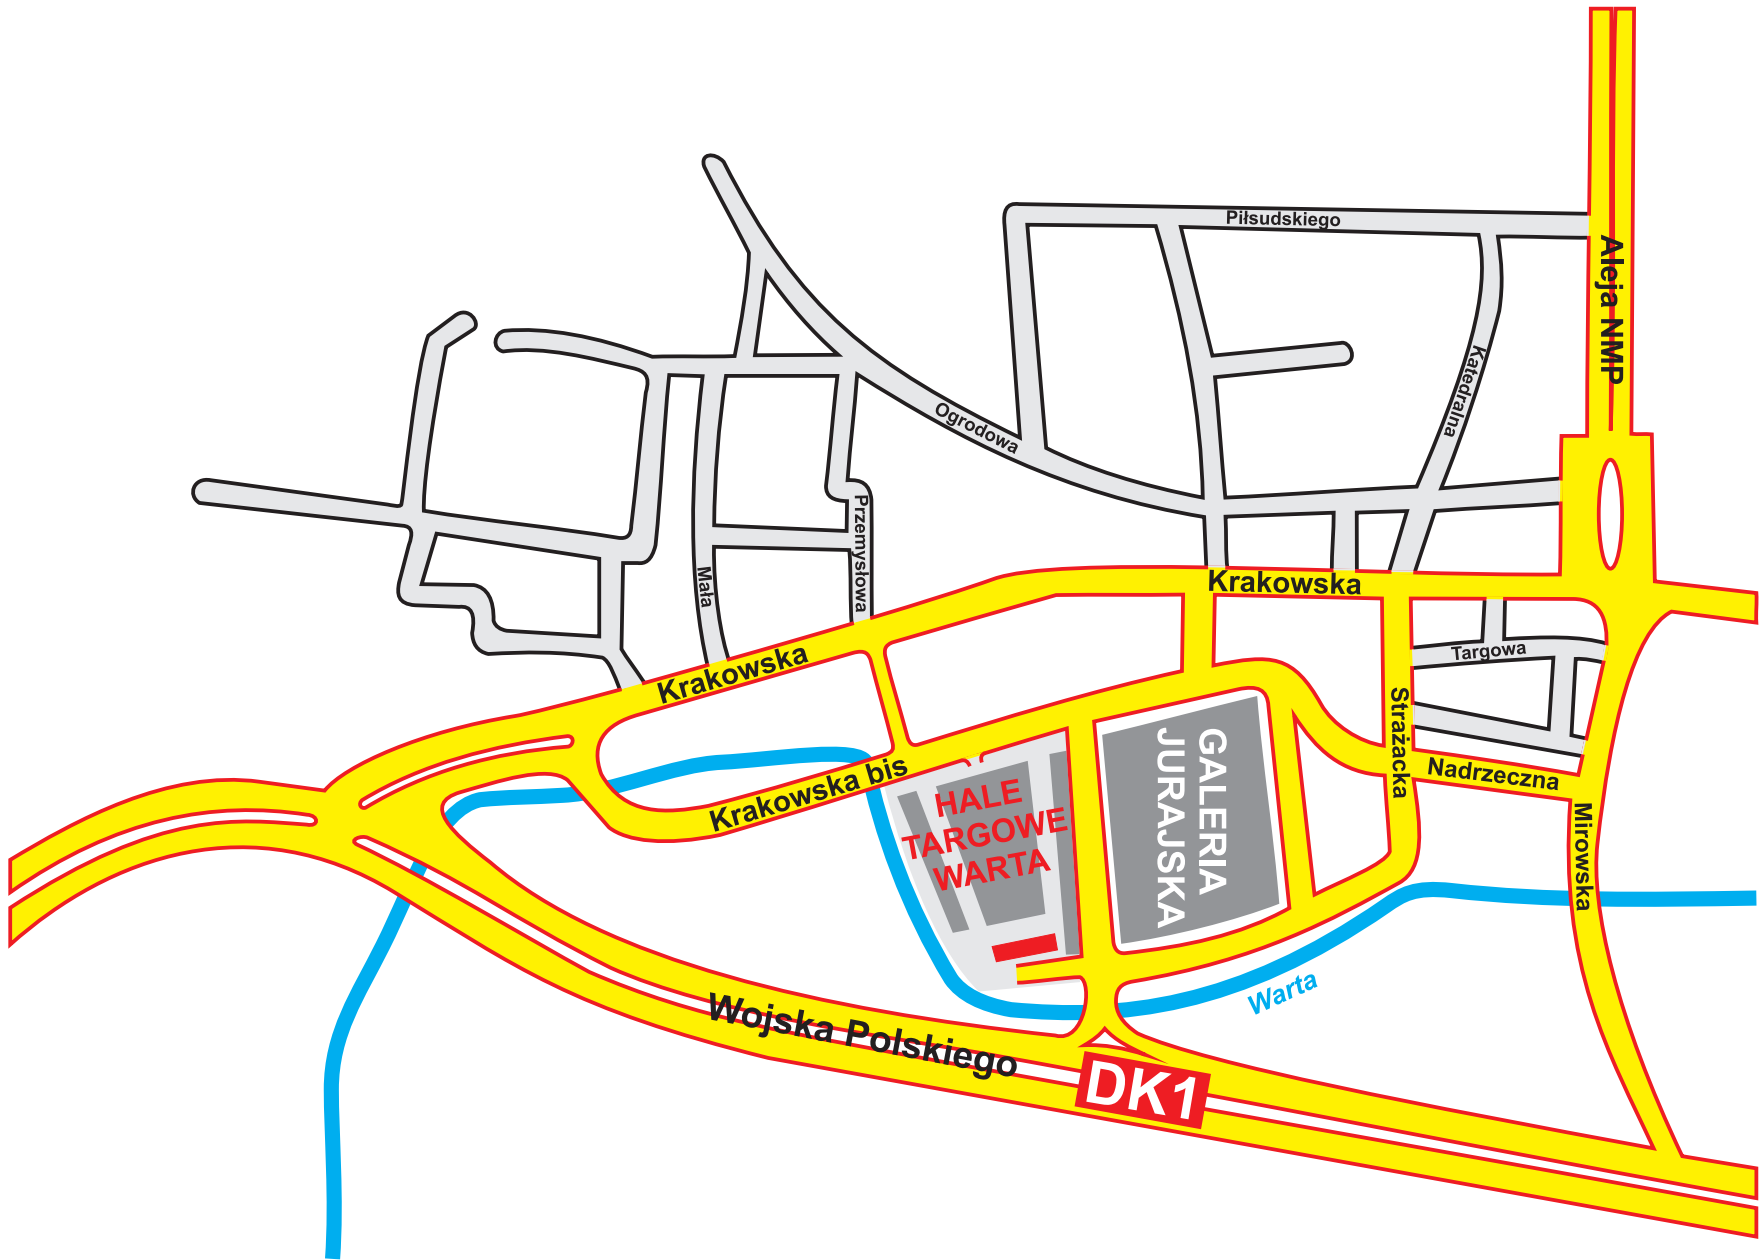 Piłsudskiego
Aleja NMP
Katedralna
Ogrodowa
Przemysłowa
Mała
Krakowska
Krakowska
Targowa
Strażacka
Nadrzeczna
Mirowska
Krakowska bis
HALE
TARGOWE
WARTA
GALERIA
JURAJSKA
Warta
Wojska Polskiego
DK1